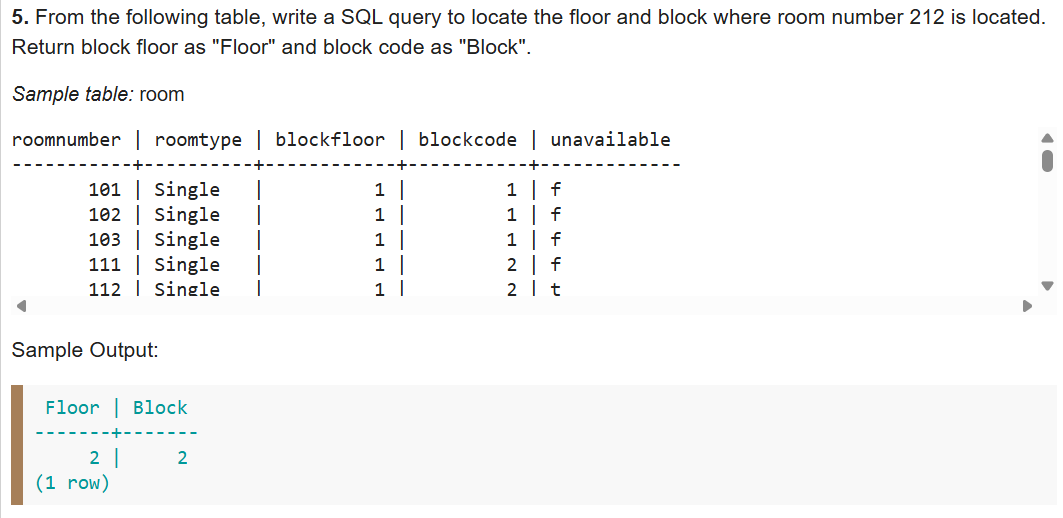 5. From the following table, write a SQL query to locate the floor and block where room number 212 is located.
Return block floor as "Floor" and block code as "Block".
Sample table: room
roomnumber | roomtype | blockfloor | blockcode | unavailable
-----------+----------+------------+-----------+-------------
101 | Single | 1 | 1 | f
102 | Single | 1 | 1 | f
103 | Single | 1 | 1 | f
111 | Single | 1 | 2 | f
112 | Single | 1 | 2 | t
Sample Output:
Floor | Block
-------+-------
2 | 2
(1 row)